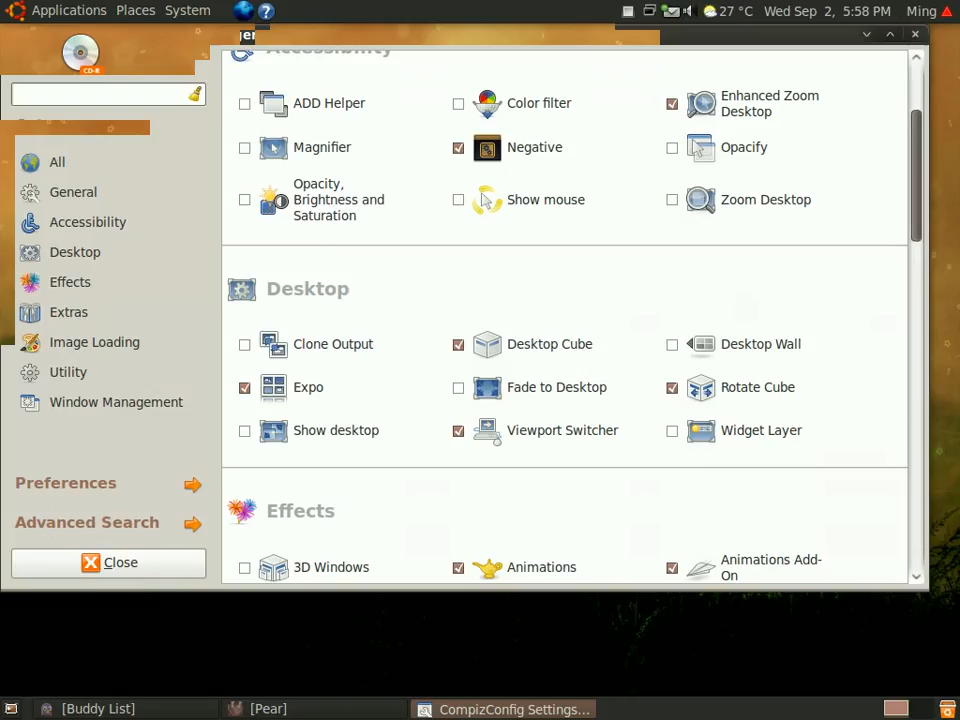 Applications Places System
27 °C Wed Sep 2, 5:58 PM Ming
ger
CD-R
Accessibility
ADD Helper
Color filter
Enhanced Zoom
Desktop
Magnifier
Negative
Opacify
Opacity,
Brightness and
Saturation
Show mouse
Zoom Desktop
All
General
Accessibility
Desktop
Effects
Extras
Image Loading
Utility
Window Management
Preferences
Advanced Search
Close
Desktop
Clone Output
Desktop Cube
Desktop Wall
Expo
Fade to Desktop
Rotate Cube
Show desktop
Viewport Switcher
Widget Layer
Effects
3D Windows
Animations
Animations Add-
On
[Buddy List]
[Pear]
CompizConfig Settings...